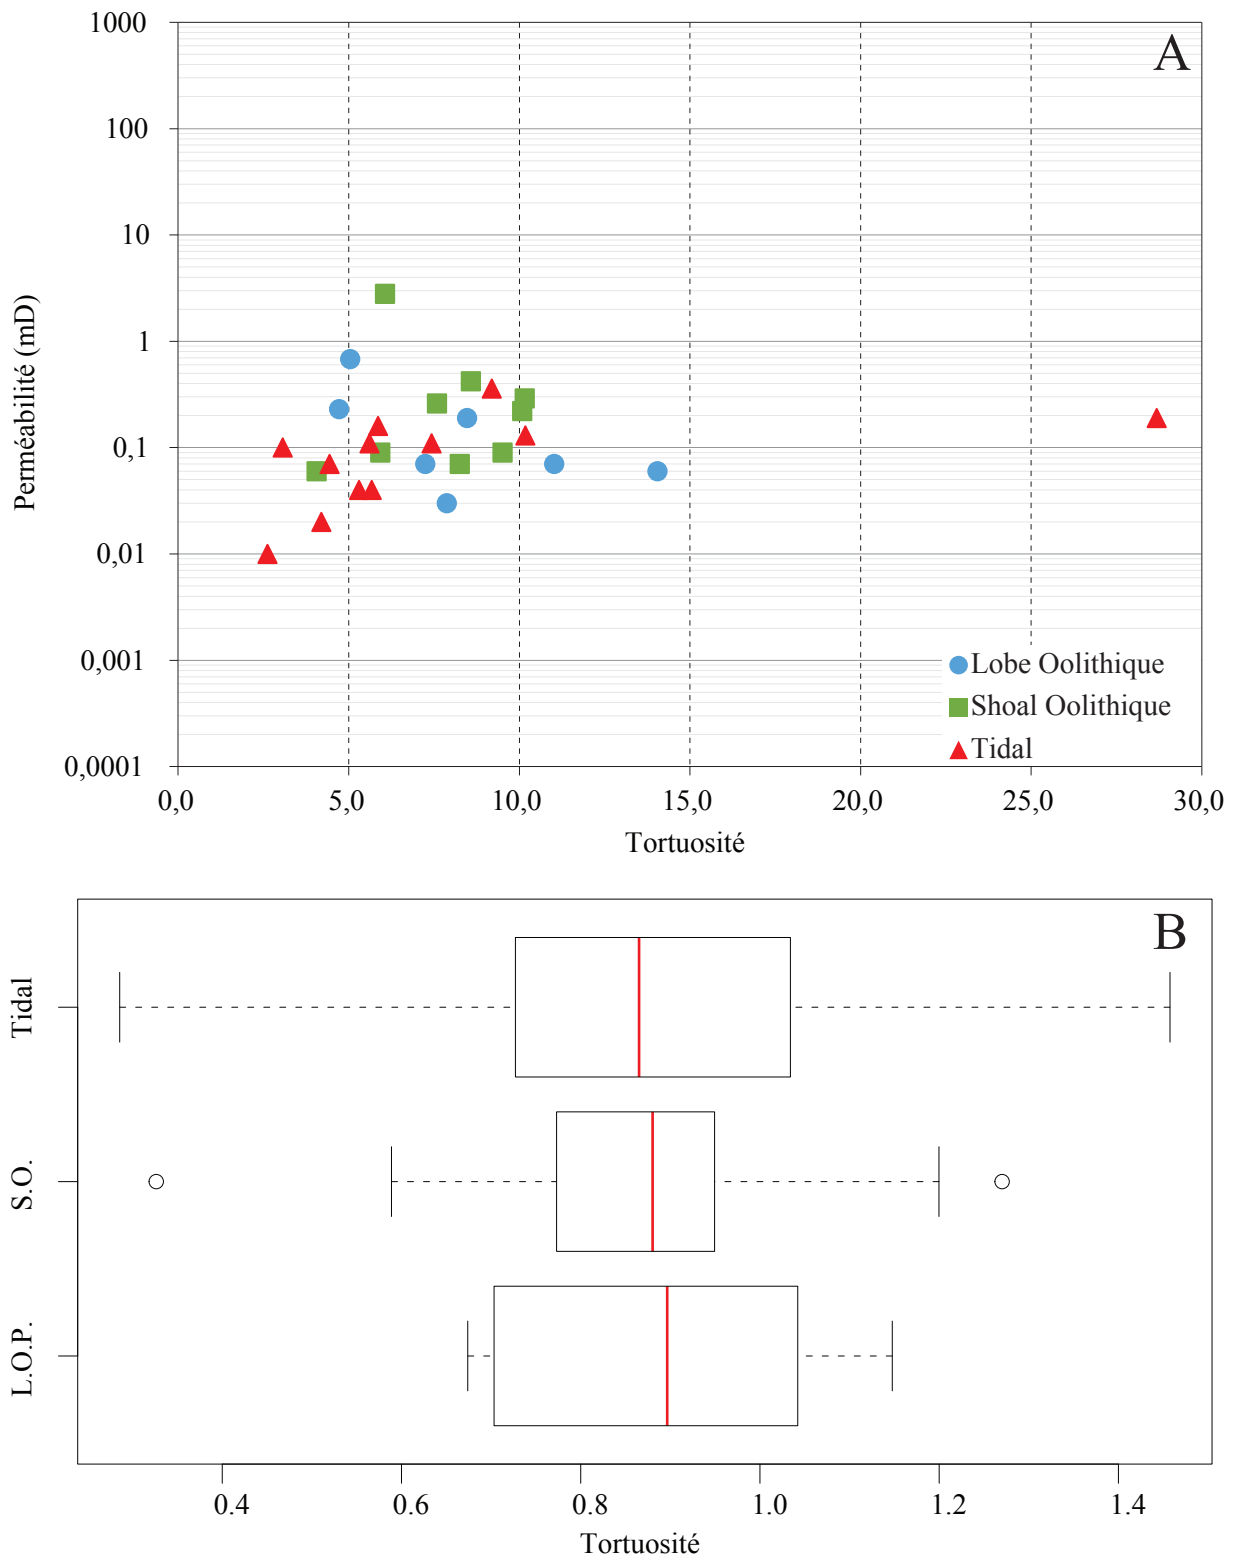 A
1000
100
10
1
0,1
0,01
0,001
0,0001
Perméabilité (mD)
Lobe Oolithique
Shoal Oolithique
Tidal
0,0 5,0 10,0 15,0 20,0 25,0 30,0
Tortuosité
B
Tidal
S.O.
L.O.P.
0.4 0.6 0.8 1.0 1.2 1.4
Tortuosité